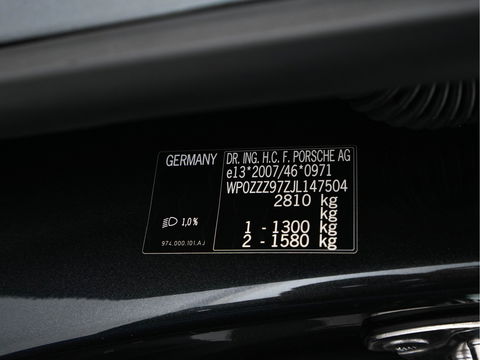 GERMANY
DR. ING. H.C. F. PORSCHE AG
e13*2007/46*0971
WP0ZZZ97ZJL147504
2810 kg
kg
1 - 1300 kg
2 - 1580 kg
1,0%
974.000.101.AJ